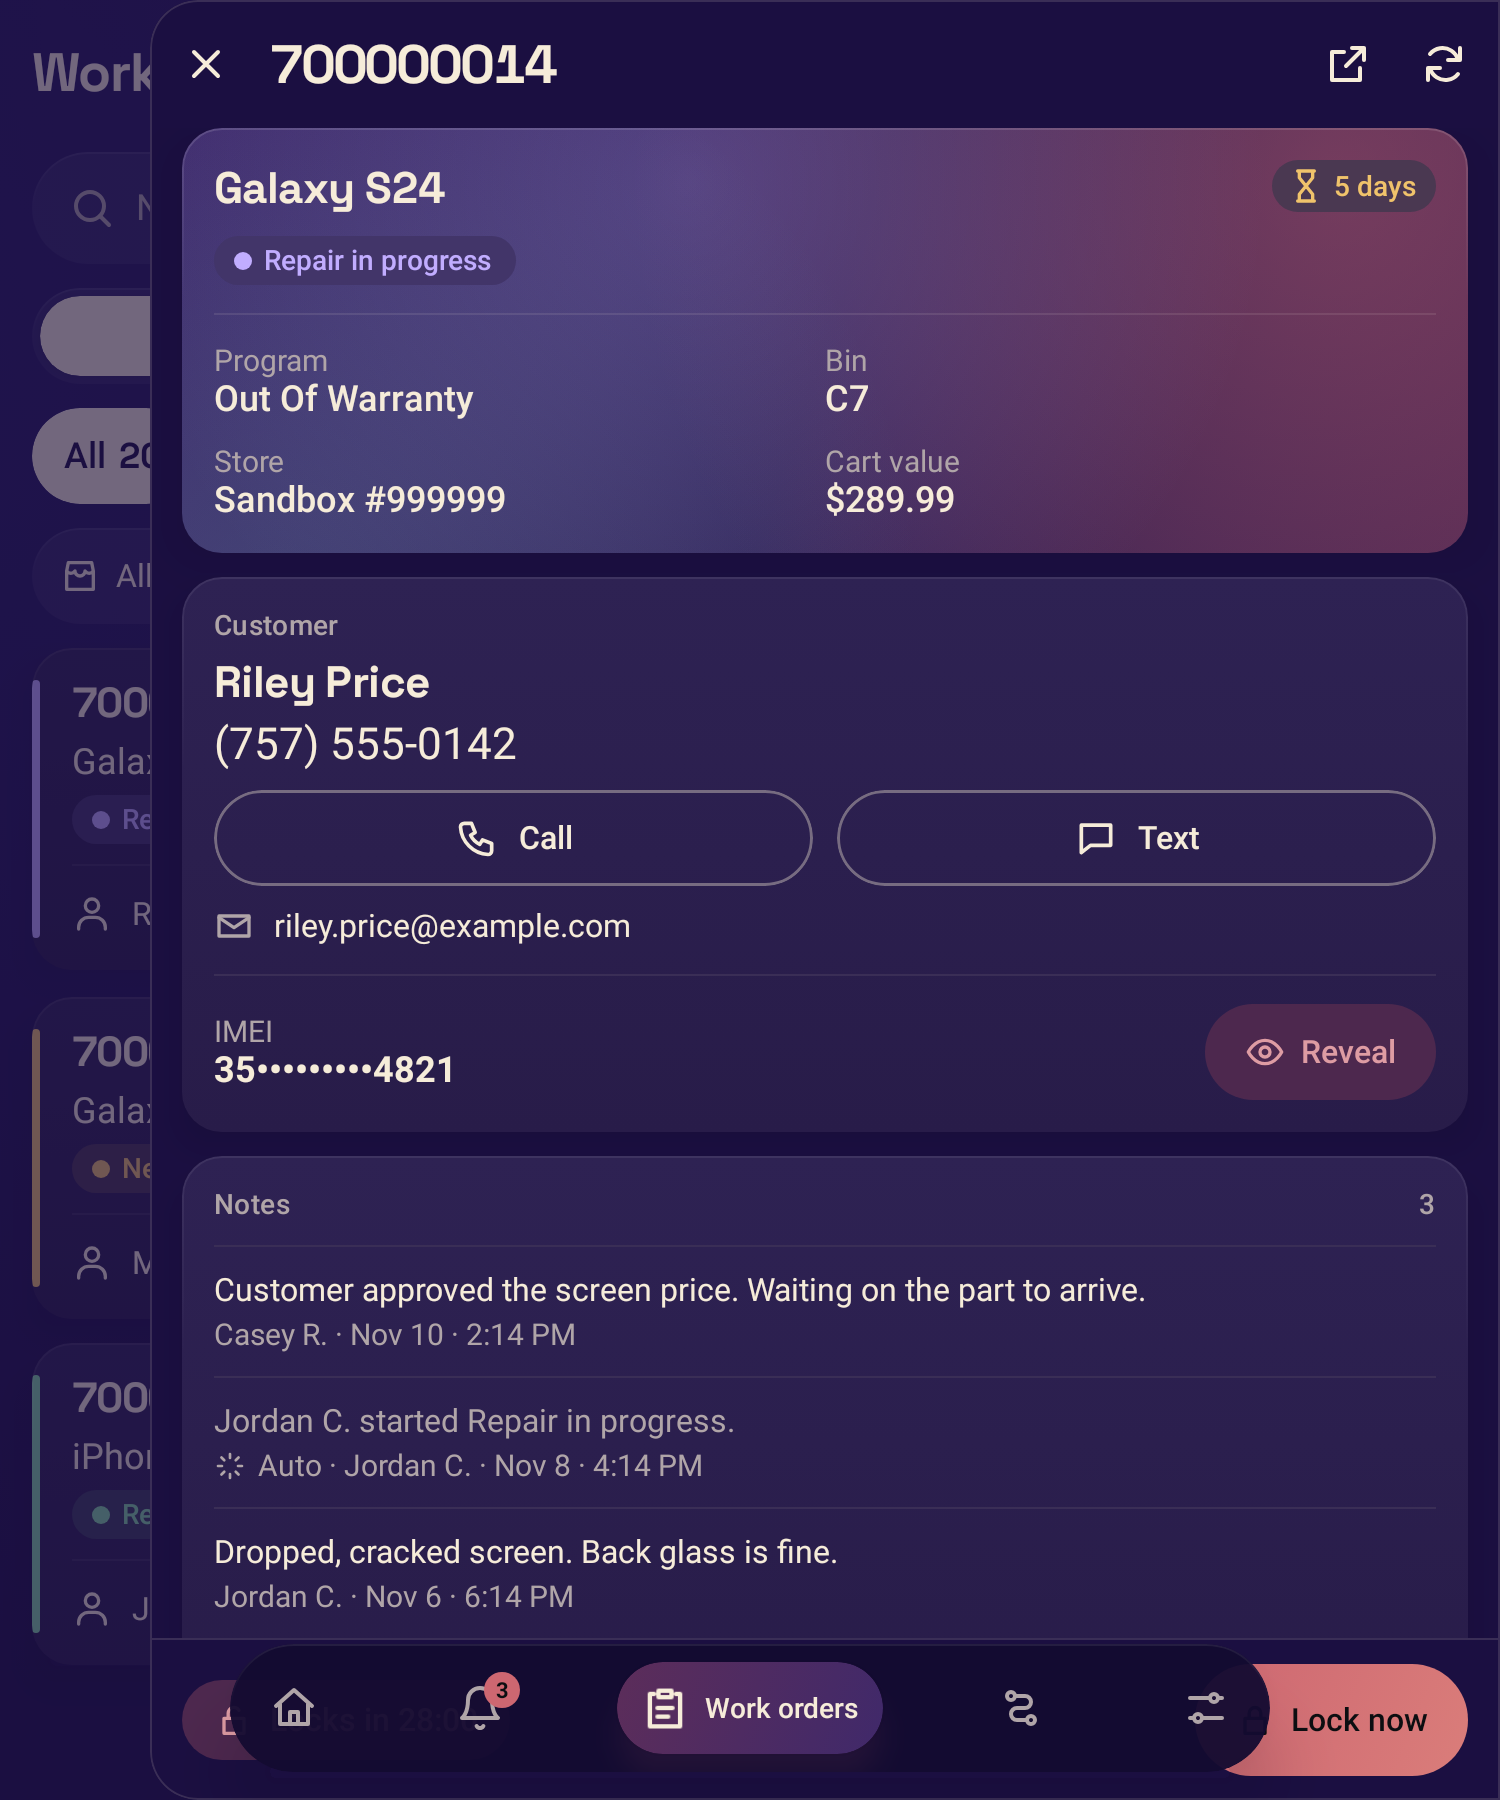 Work
700000014
Galaxy S24
5 days
Repair in progress
Program
Out Of Warranty
Bin
C7
Store
Sandbox #999999
Cart value
$289.99
All 20
All
Customer
Riley Price
(757) 555-0142
Call
Text
riley.price@example.com
IMEI
35•••••••••4821
Reveal
Notes
3
Customer approved the screen price. Waiting on the part to arrive.
Casey R. · Nov 10 · 2:14 PM
Jordan C. started Repair in progress.
Auto · Jordan C. · Nov 8 · 4:14 PM
Dropped, cracked screen. Back glass is fine.
Jordan C. · Nov 6 · 6:14 PM
3
Work orders
Lock now